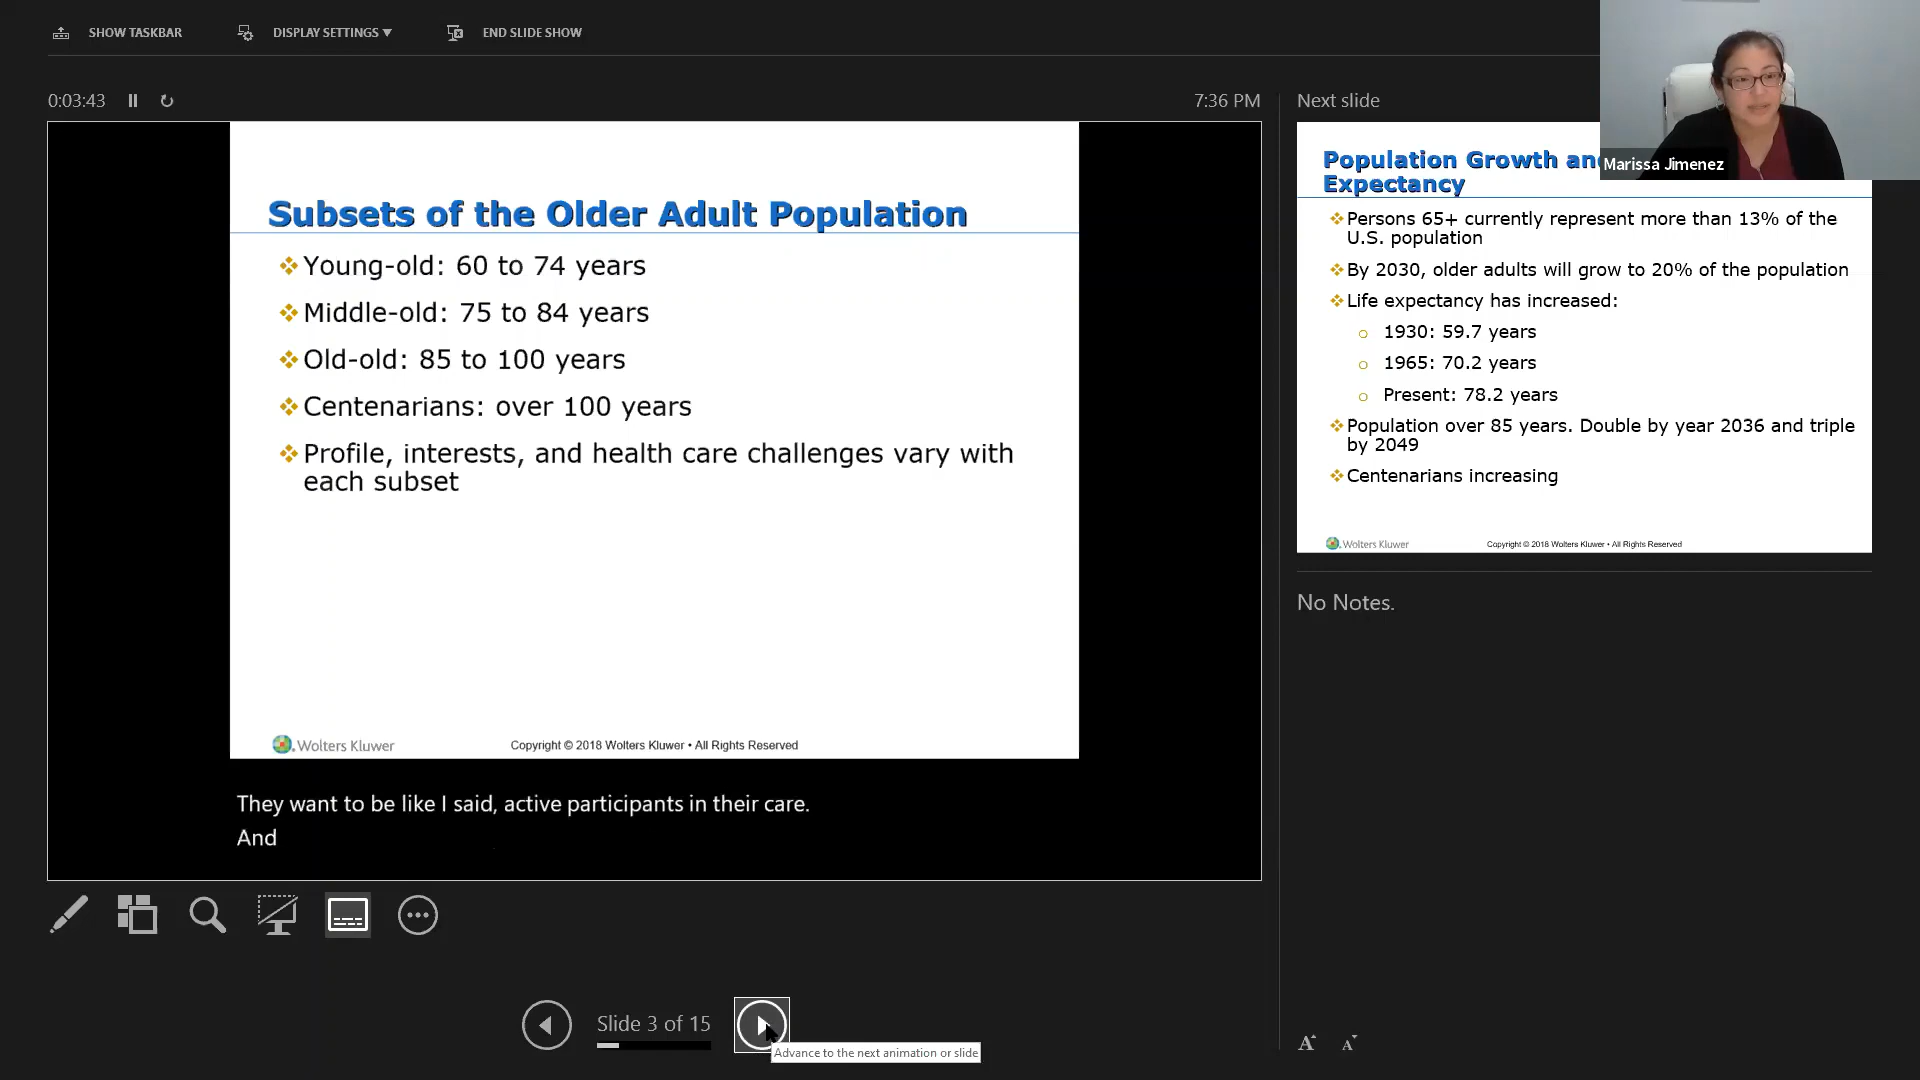 SHOW TASKBAR
DISPLAY SETTINGS ▼
END SLIDE SHOW
0:03:43
7:36 PM
Subsets of the Older Adult Population
Young-old: 60 to 74 years
Middle-old: 75 to 84 years
Old-old: 85 to 100 years
Centenarians: over 100 years
Profile, interests, and health care challenges vary with
each subset
Wolters Kluwer
Copyright © 2018 Wolters Kluwer • All Rights Reserved
They want to be like I said, active participants in their care.
And
Slide 3 of 15
Advance to the next animation or slide
Next slide
Marissa Jimenez
Population Growth
Expectancy
Persons 65+ currently represent more than 13% of the
U.S. population
By 2030, older adults will grow to 20% of the population
Life expectancy has increased:
1930: 59.7 years
1965: 70.2 years
Present: 78.2 years
Population over 85 years. Double by year 2036 and triple
by 2049
Centenarians increasing
Wolters Kluwer
Copyright © 2018 Wolters Kluwer • All Rights Reserved
No Notes.
A A